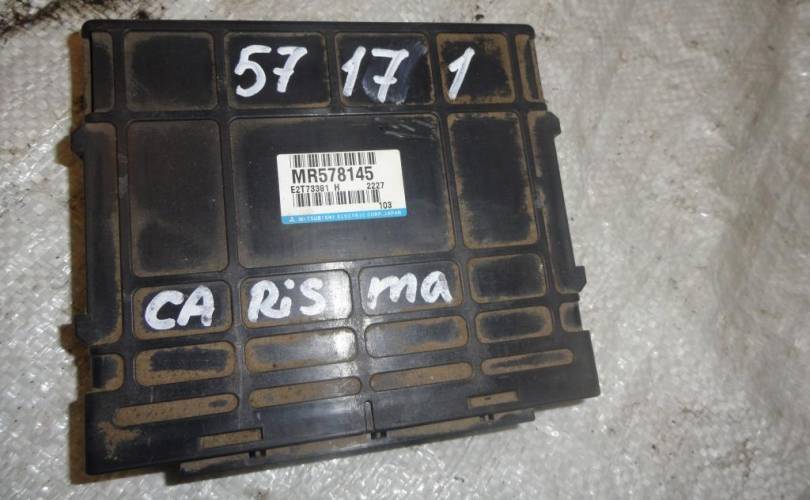 57 17 1
MR578145
E2T73381 H 2227
103
MITSUBISHI ELECTRIC CORP. JAPAN
CA RiS ma